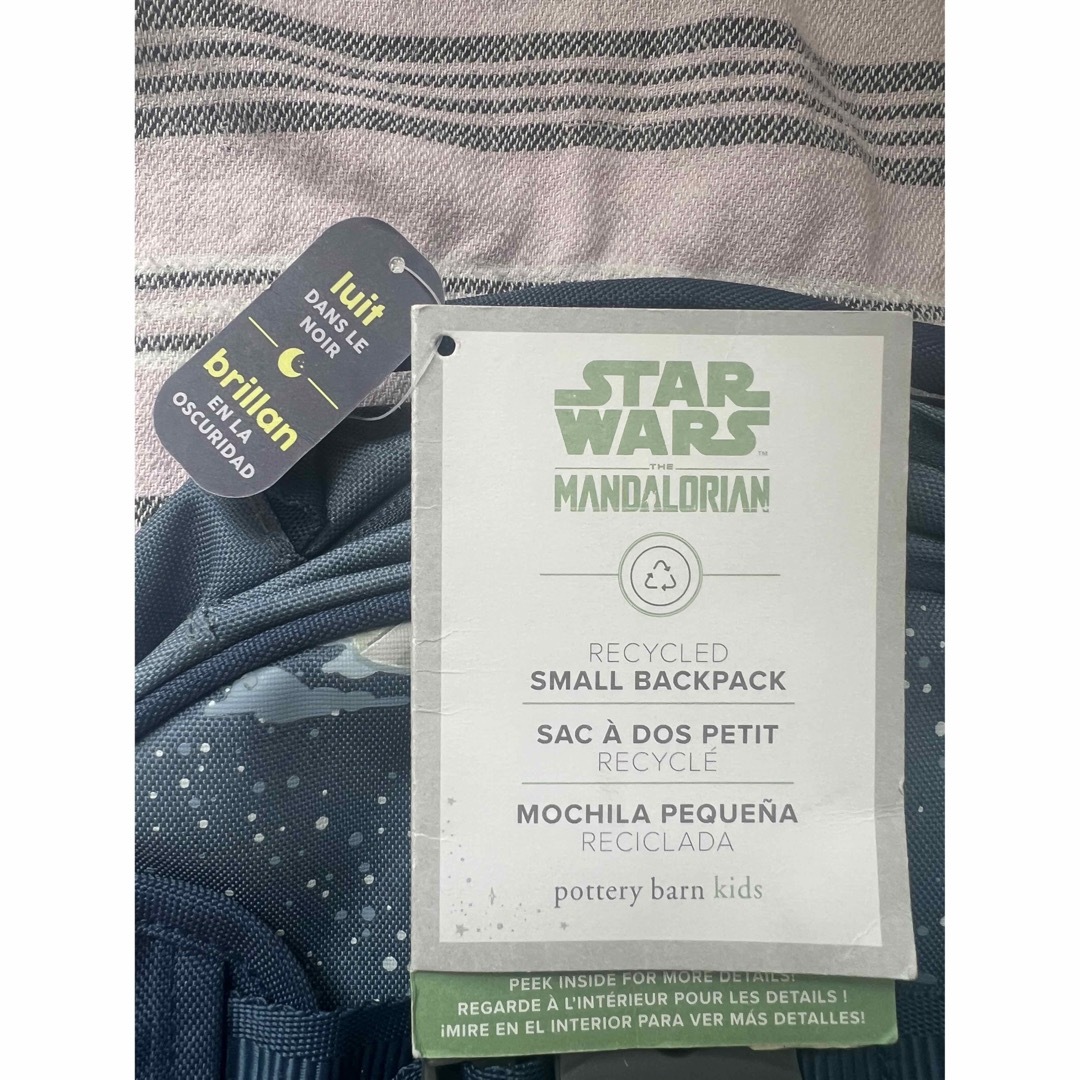 luit
DANS LE
NOIR
brillan
EN LA
OSCURIDAD
STAR
WARS™
THE
MANDALORIAN
RECYCLED
SMALL BACKPACK
SAC À DOS PETIT
RECYCLÉ
MOCHILA PEQUEÑA
RECICLADA
pottery barn kids
PEEK INSIDE FOR MORE DETAILS!
REGARDE À L'INTÉRIEUR POUR LES DETAILS !
¡MIRE EN EL INTERIOR PARA VER MÁS DETALLES!